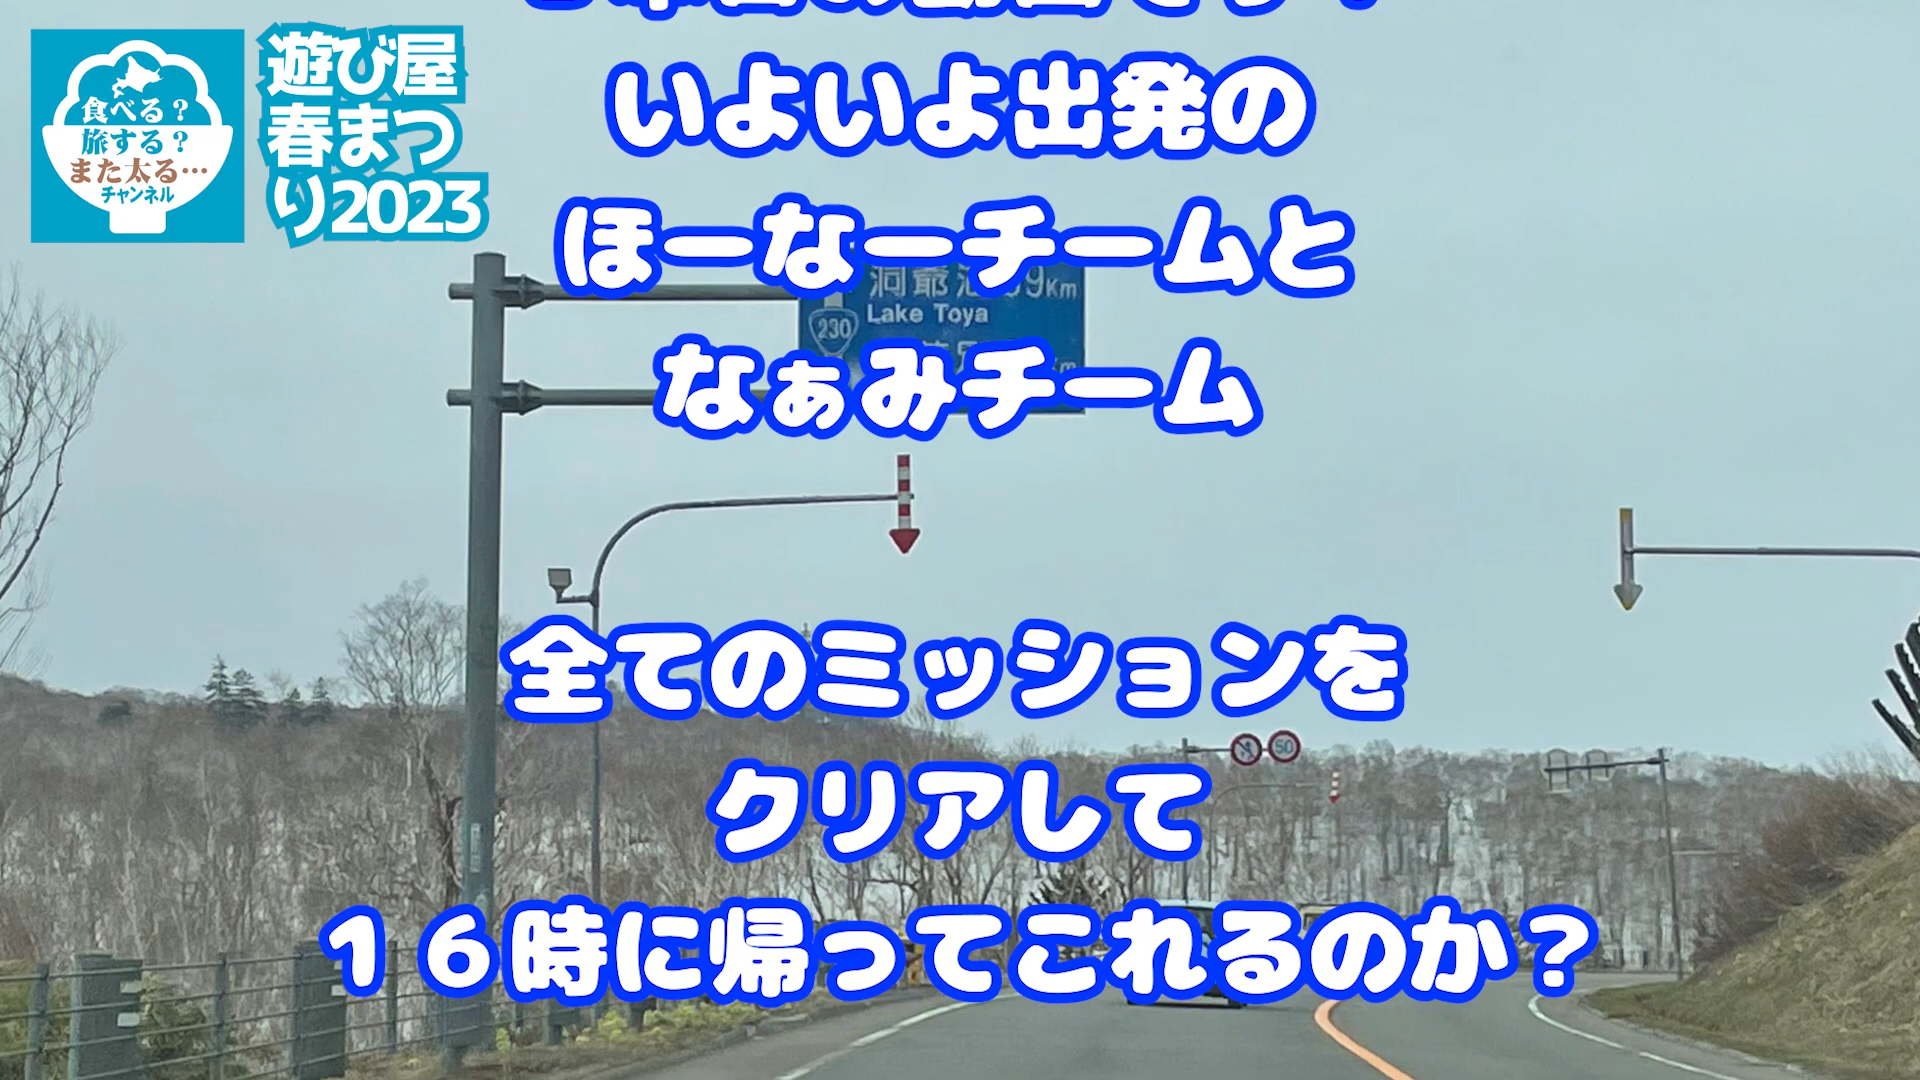 食べる？
旅する？
また太る…
チャンネル
遊び屋
春まつ
り2023
いよいよ出発の
ほーなーチームと
なぁみチーム
洞爺
9Km
230
Lake Toya
50
全てのミッションを
クリアして
１６時に帰ってこれるのか？